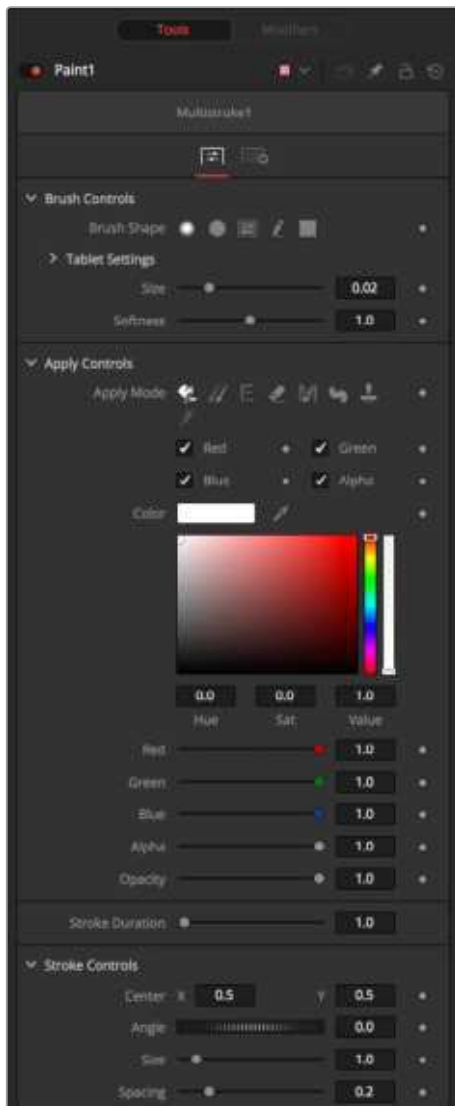 Tools Modifiers
Paint1
Multistroke1
Brush Controls
Brush Shape
Tablet Settings
Size 0.02
Softness 1.0
Apply Controls
Apply Mode
Red Green
Blue Alpha
Color
0.0 0.0 1.0
Hue Sat Value
Red 1.0
Green 1.0
Blue 1.0
Alpha 1.0
Opacity 1.0
Stroke Duration 1.0
Stroke Controls
Center X 0.5 Y 0.5
Angle 0.0
Size 1.0
Spacing 0.2